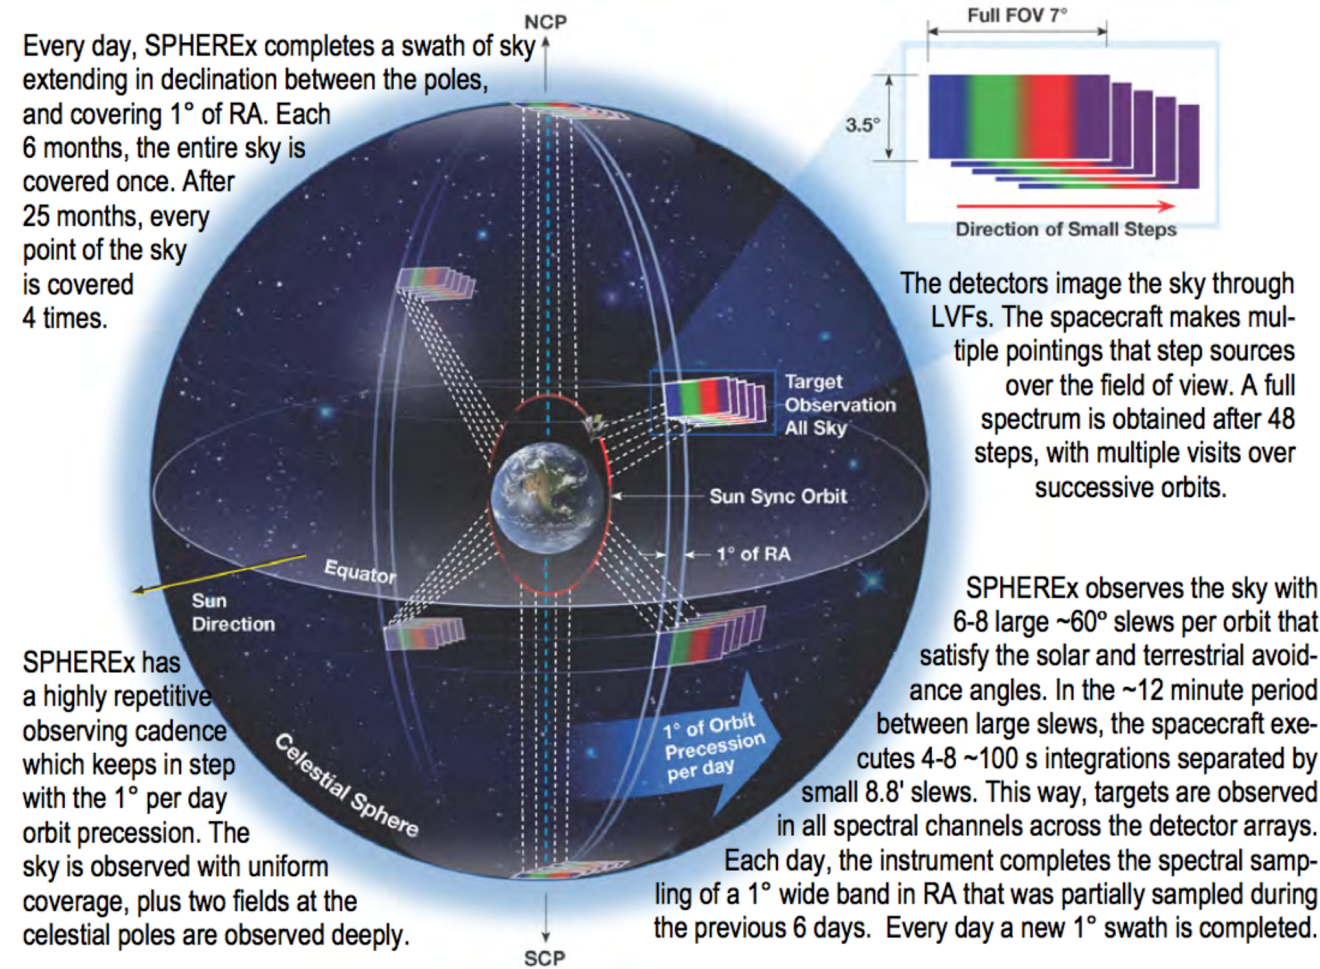 NCP
Every day, SPHEREx completes a swath of sky
extending in declination between the poles,
and covering 1° of RA. Each
6 months, the entire sky is
covered once. After
25 months, every
point of the sky
is covered
4 times.
Full FOV 7°
3.5°
Direction of Small Steps
The detectors image the sky through
LVFs. The spacecraft makes mul-
tiple pointings that step sources
over the field of view. A full
spectrum is obtained after 48
steps, with multiple visits over
successive orbits.
Target
Observation
All Sky
Sun Sync Orbit
1° of RA
Equator
Sun
Direction
Celestial Sphere
1° of Orbit
Precession
per day
SPHEREx has
a highly repetitive
observing cadence
which keeps in step
with the 1° per day
orbit precession. The
sky is observed with uniform
coverage, plus two fields at the
celestial poles are observed deeply.
SPHEREx observes the sky with
6-8 large ~60º slews per orbit that
satisfy the solar and terrestrial avoid-
ance angles. In the ~12 minute period
between large slews, the spacecraft exe-
cutes 4-8 ~100 s integrations separated by
small 8.8' slews. This way, targets are observed
in all spectral channels across the detector arrays.
Each day, the instrument completes the spectral samp-
ling of a 1° wide band in RA that was partially sampled during
the previous 6 days. Every day a new 1° swath is completed.
SCP